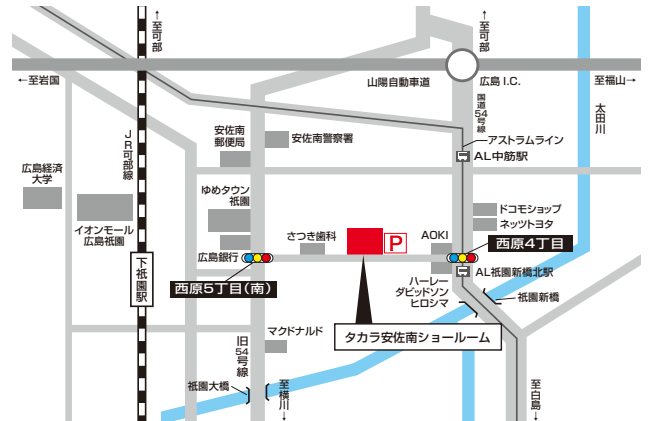 ↑至可部
↑至可部
←至岩国
山陽自動車道
広島I.C.
至福山→
国道54号線
太田川
JR可部線
安佐南
郵便局
安佐南警察署
アストラムライン
AL中筋駅
広島経済
大学
ゆめタウン
祇園
イオンモール
広島祇園
ドコモショップ
ネッツトヨタ
さつき歯科
P
AOKI
広島銀行
西原4丁目
下祇園駅
西原5丁目(南)
AL祇園新橋北駅
ハーレー
ダビッドソン
ヒロシマ
祇園新橋
タカラ安佐南ショールーム
マクドナルド
旧54号線
祇園大橋
至横川↓
至白島↓